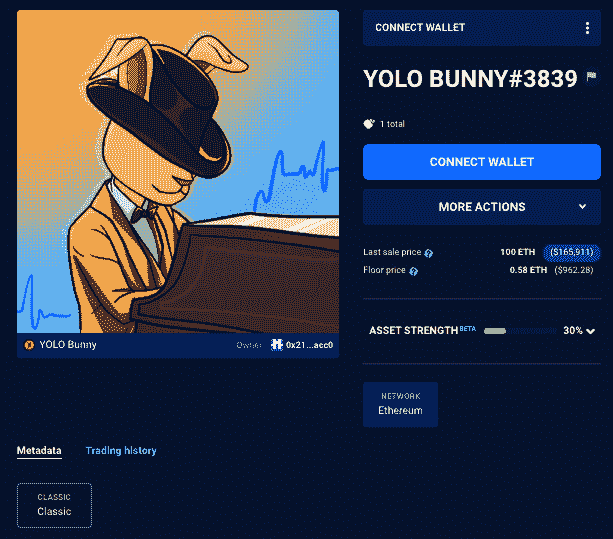 CONNECT WALLET
YOLO BUNNY#3839
1 total
CONNECT WALLET
MORE ACTIONS
Last sale price 100 ETH ($165,911)
Floor price 0.58 ETH ($962.28)
ASSET STRENGTH BETA 30%
YOLO Bunny Owner 0x21...acc0
NETWORK
Ethereum
Metadata Trading history
CLASSIC
Classic